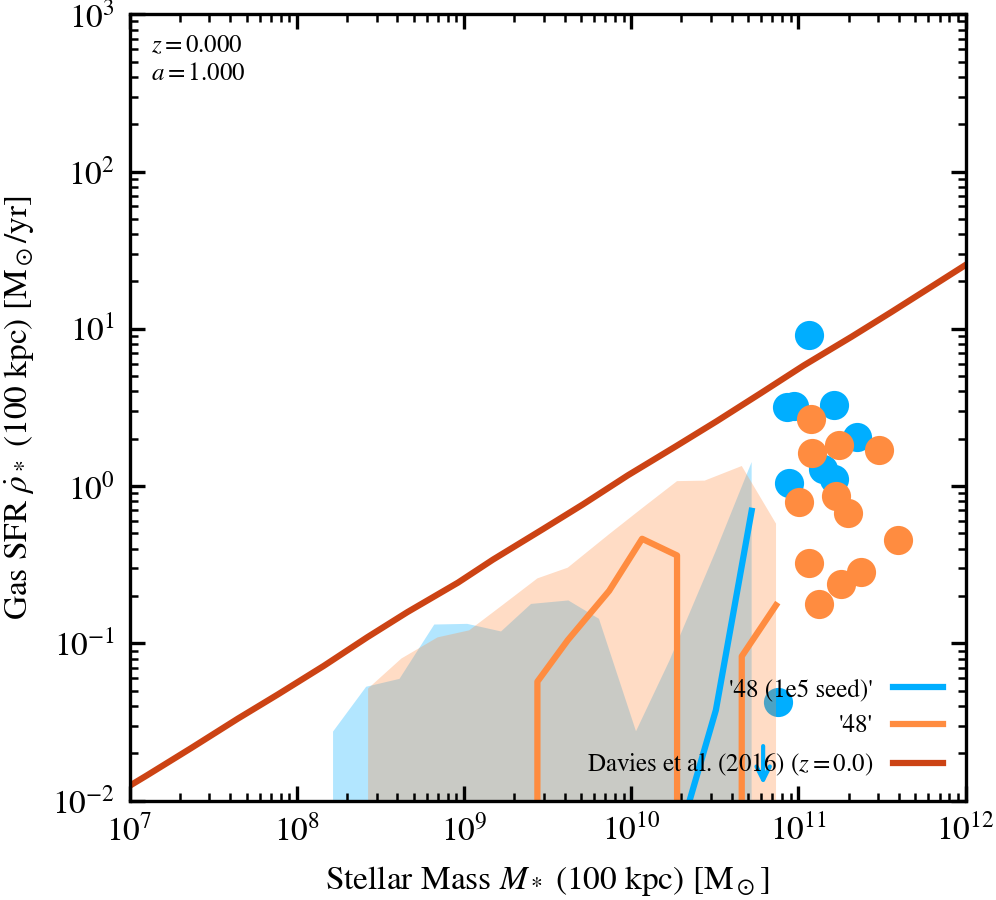 10³
z = 0.000
a = 1.000
10²
10¹
10⁰
10⁻¹
10⁻²
Gas SFR ρ̇* (100 kpc) [M⊙/yr]
'48 (1e5 seed)'
'48'
Davies et al. (2016) (z = 0.0)
10⁷ 10⁸ 10⁹ 10¹⁰ 10¹¹ 10¹²
Stellar Mass M* (100 kpc) [M⊙]